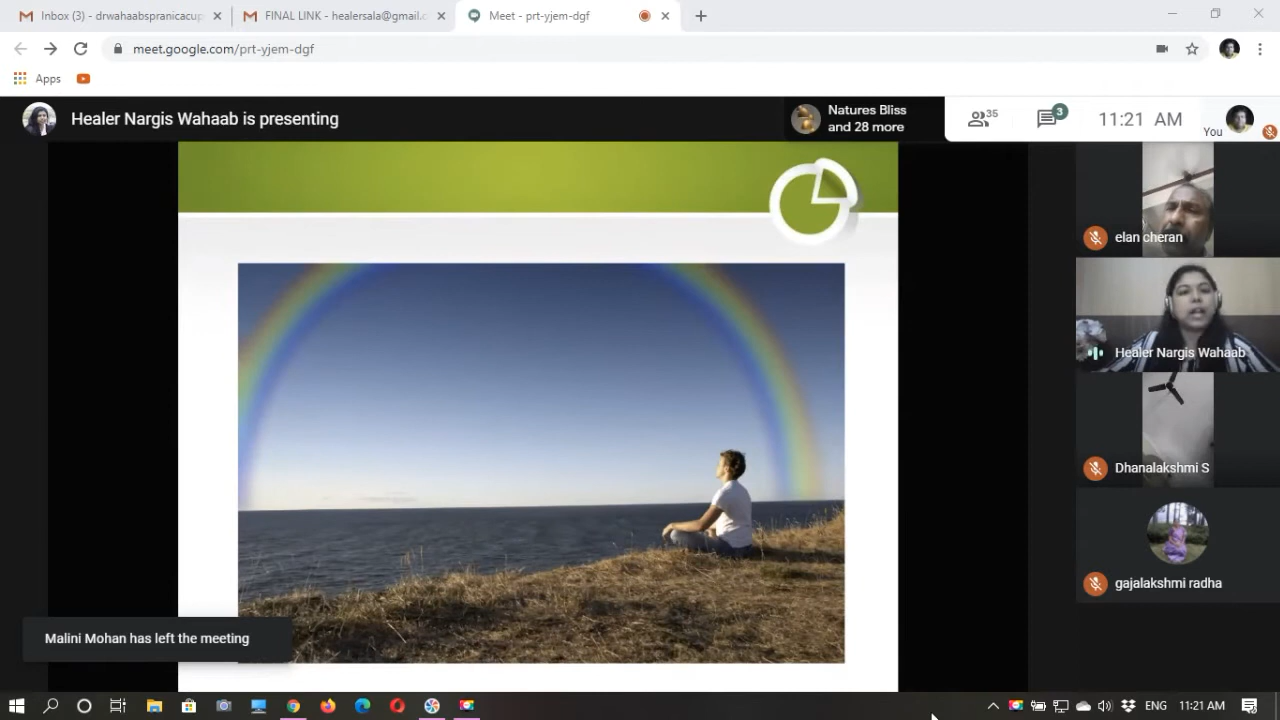 Inbox (3) - drwahaabspranicacup
FINAL LINK - healersala@gmail.c
Meet - prt-yjem-dgf
meet.google.com/prt-yjem-dgf
Apps
Healer Nargis Wahaab is presenting
Natures Bliss
and 28 more
35
3
11:21 AM
You
elan cheran
Healer Nargis Wahaab
Dhanalakshmi S
gajalakshmi radha
Malini Mohan has left the meeting
ENG
11:21 AM